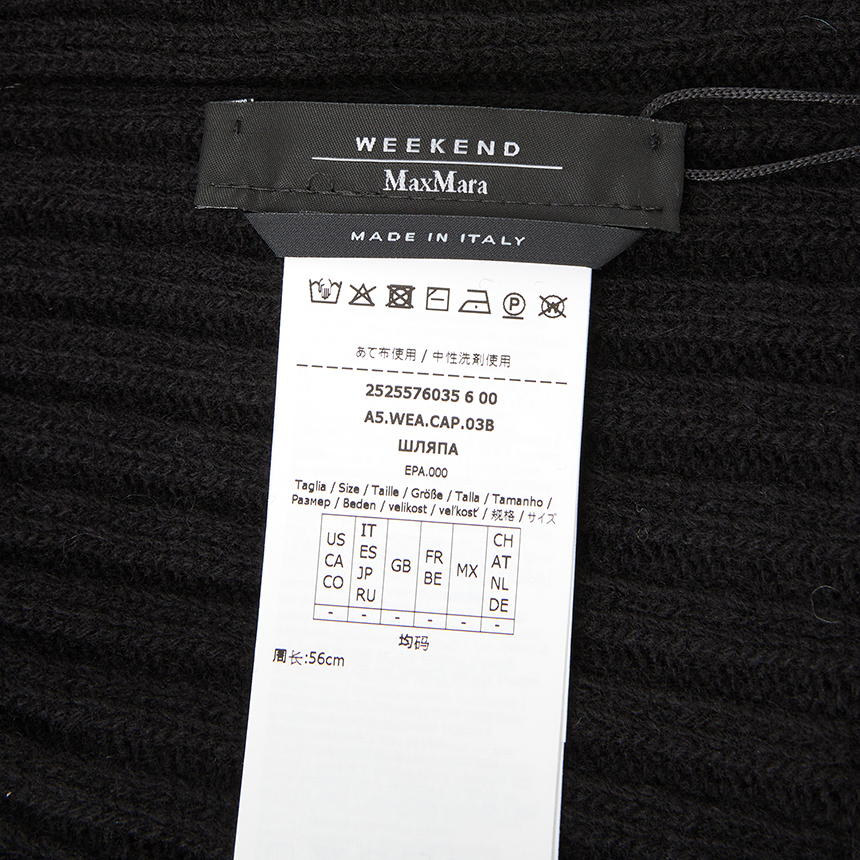 WEEKEND
MaxMara
MADE IN ITALY
P
W
あて布使用 / 中性洗剤使用
2525576035 6 00
A5.WEA.CAP.03B
ШЛЯПА
EPA.000
Taglia / Size / Taille / Größe / Talla / Tamanho /
Размер / Beden / velikost / veľkosť / 规格 / サイズ
US CA CO
IT ES JP RU
GB
FR BE
MX
CH AT NL DE
- - - - - -
均码
周长:56cm